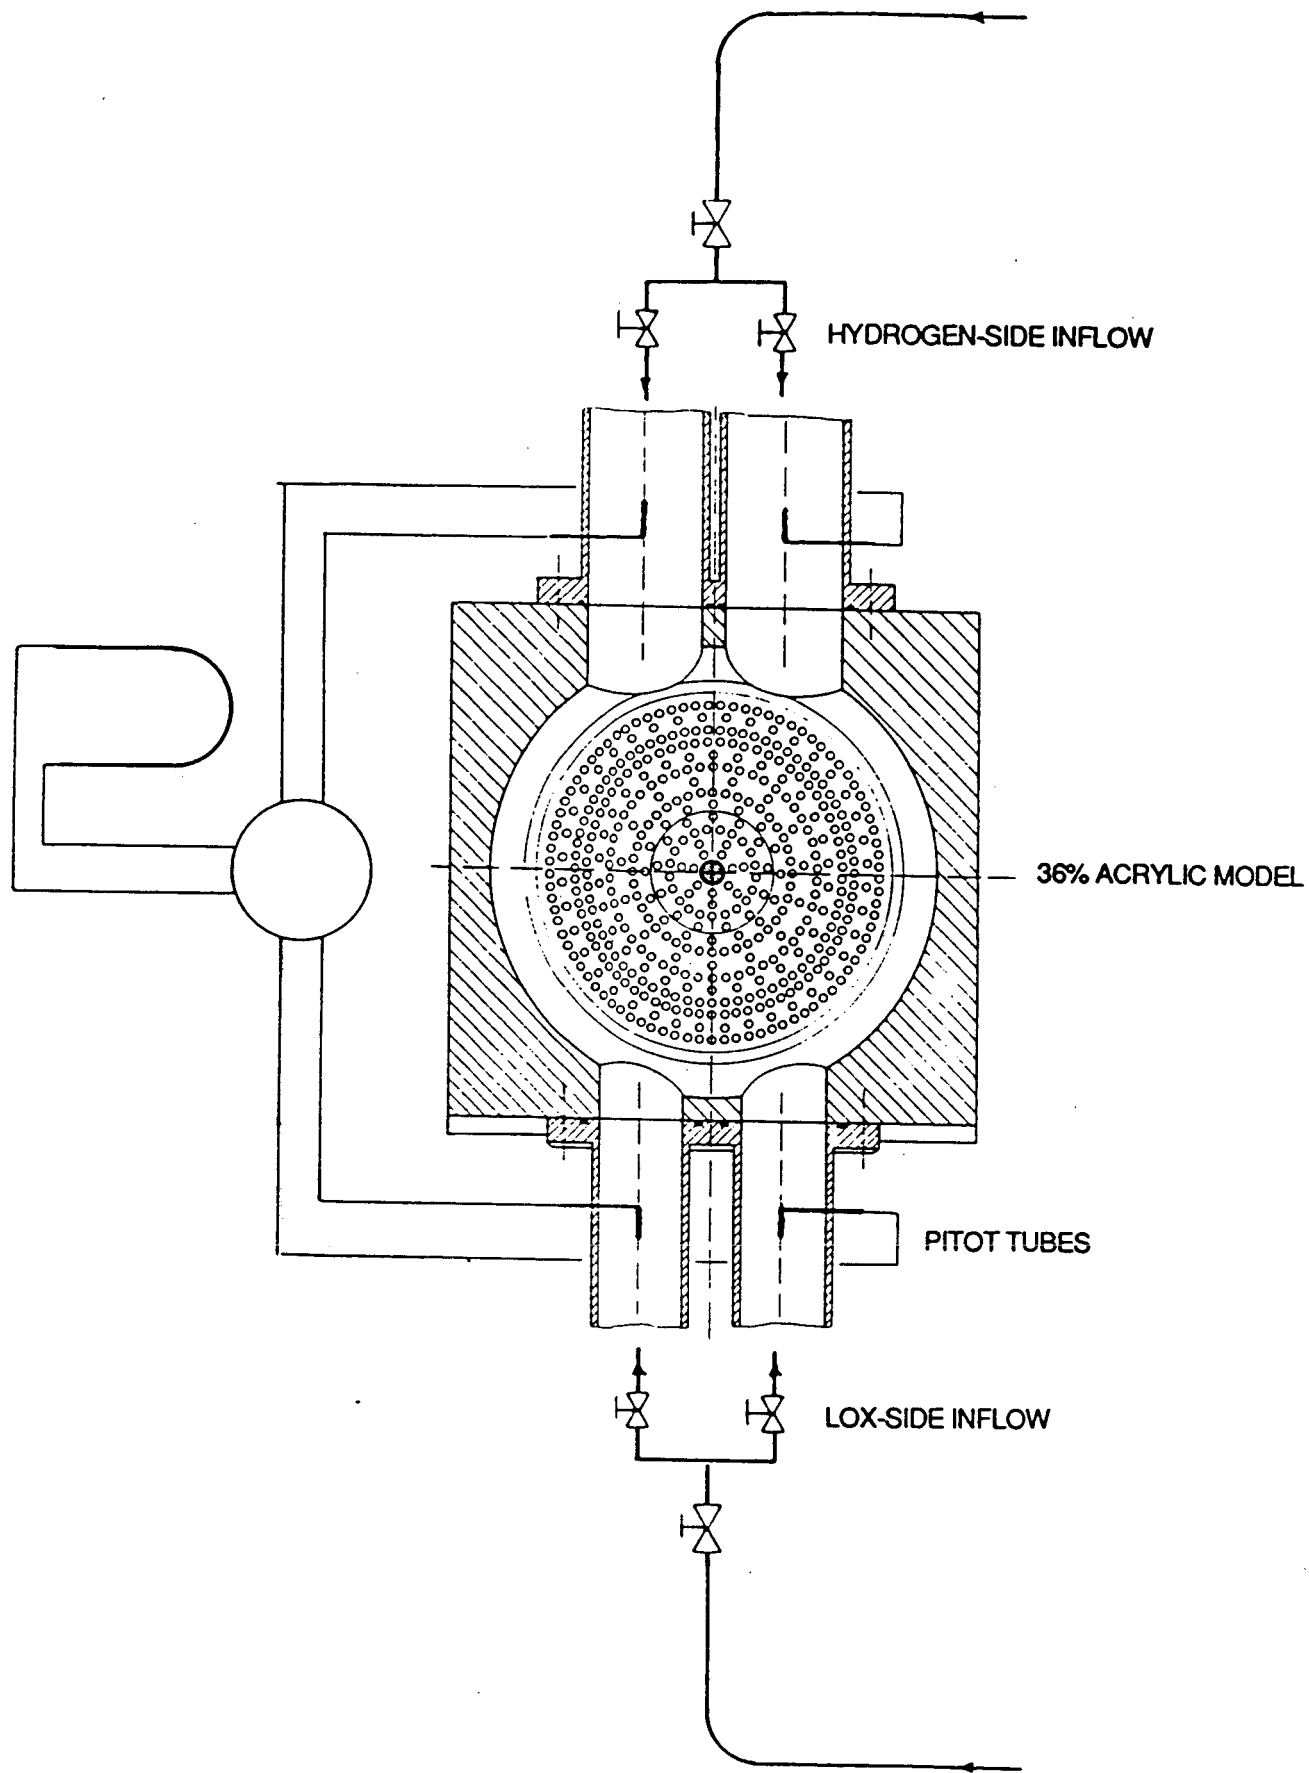 HYDROGEN-SIDE INFLOW
36% ACRYLIC MODEL
PITOT TUBES
LOX-SIDE INFLOW